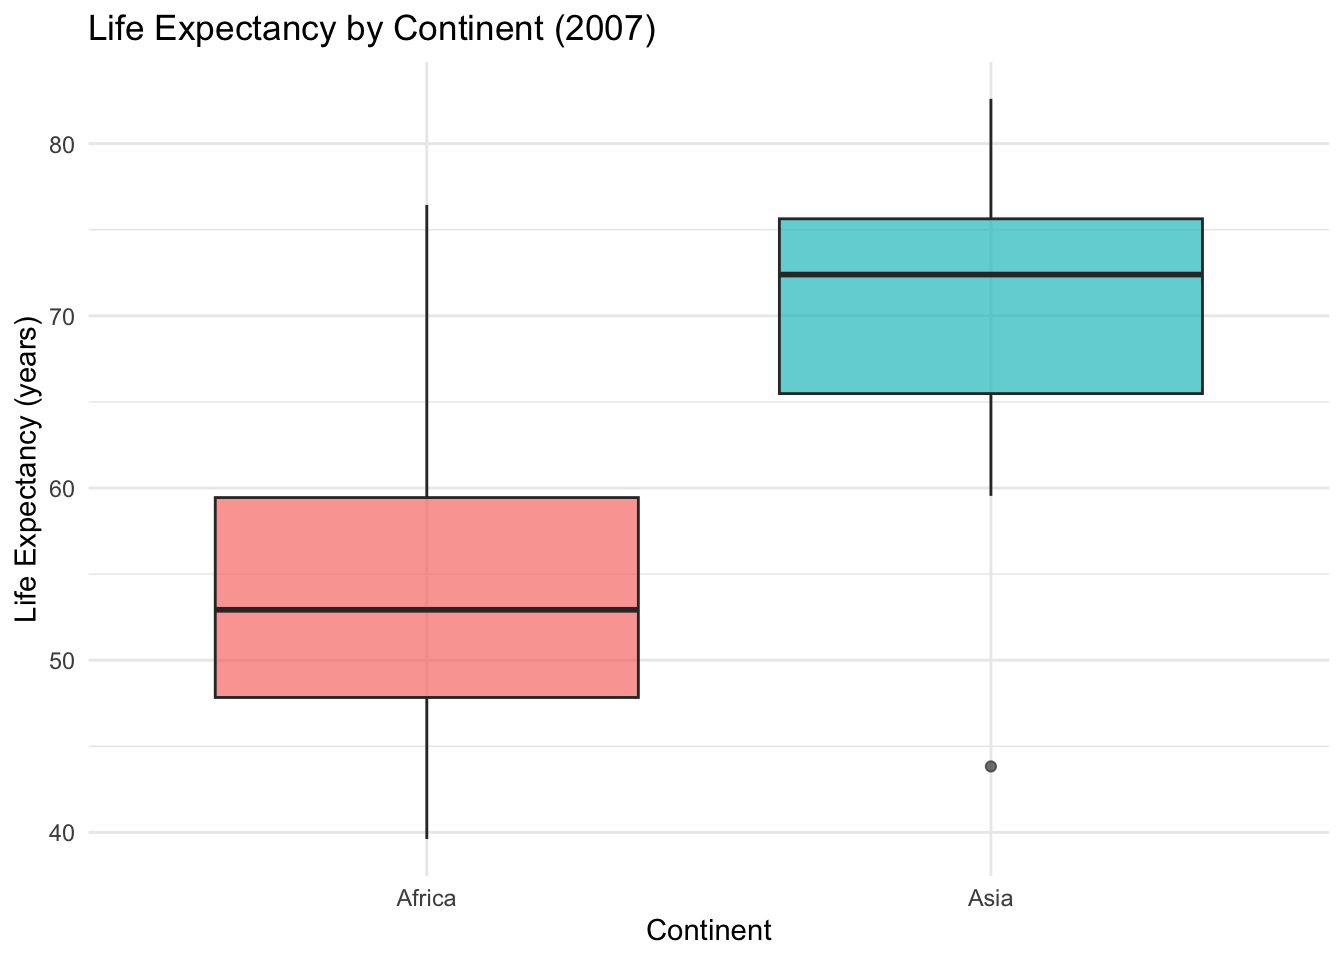 Life Expectancy by Continent (2007)
Life Expectancy (years)
80
70
60
50
40
Africa
Asia
Continent